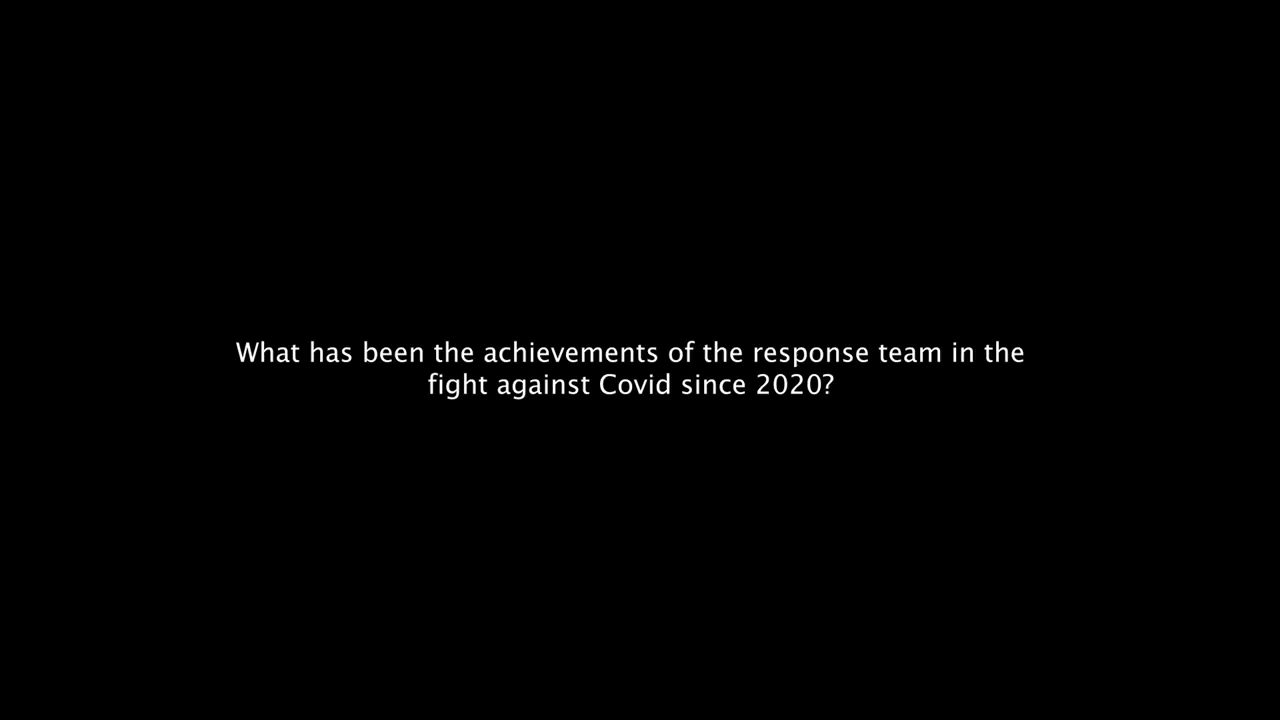 What has been the achievements of the response team in the
fight against Covid since 2020?